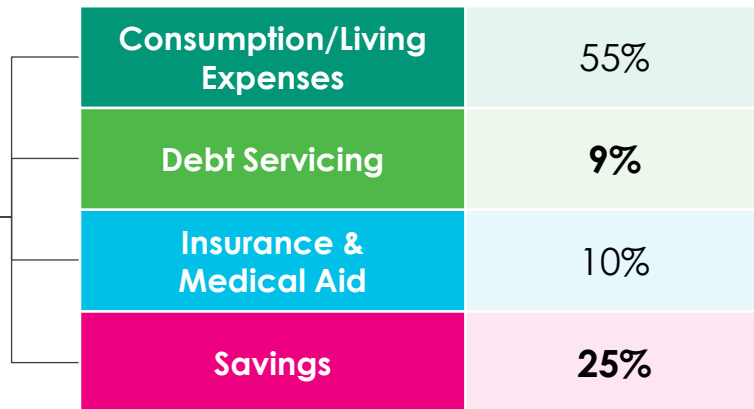 Consumption/Living
Expenses
55%
Debt Servicing
9%
Insurance &
Medical Aid
10%
Savings
25%